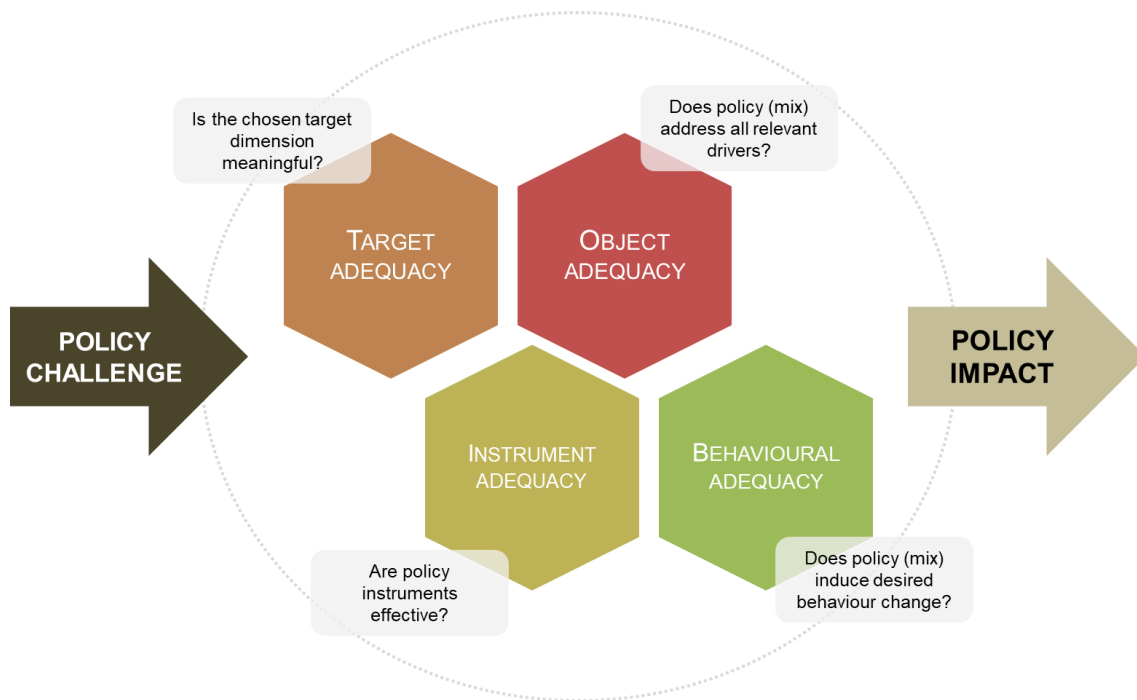 Is the chosen target
dimension
meaningful?
Does policy (mix)
address all relevant
drivers?
TARGET
ADEQUACY
OBJECT
ADEQUACY
POLICY
CHALLENGE
POLICY
IMPACT
INSTRUMENT
ADEQUACY
BEHAVIOURAL
ADEQUACY
Are policy
instruments
effective?
Does policy (mix)
induce desired
behaviour change?